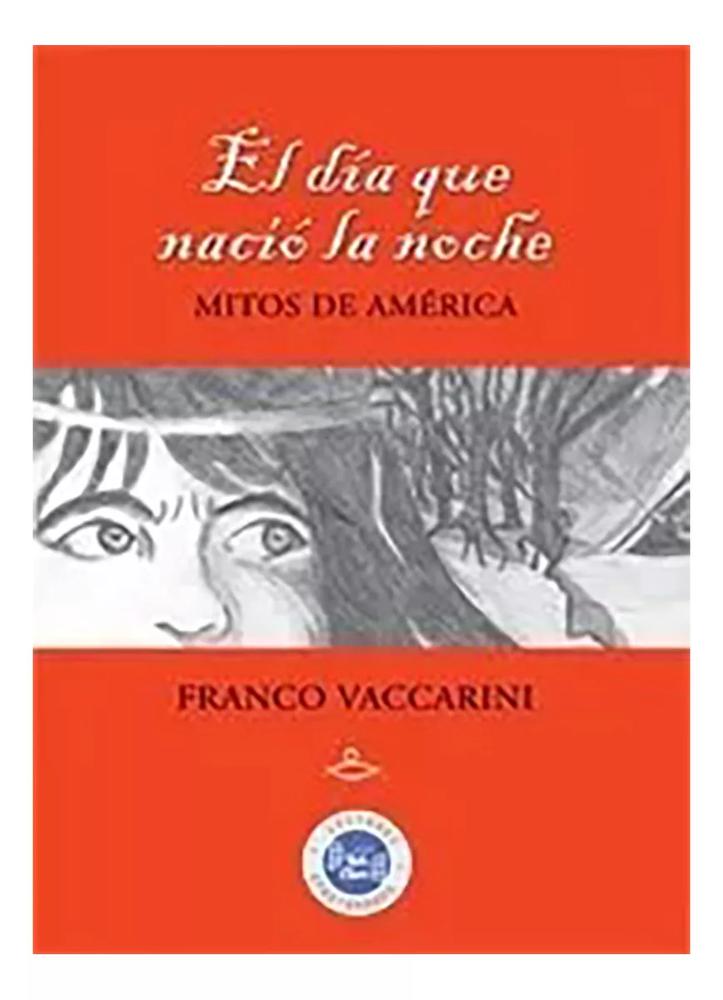 El día que
nació la noche
MITOS DE AMÉRICA
FRANCO VACCARINI